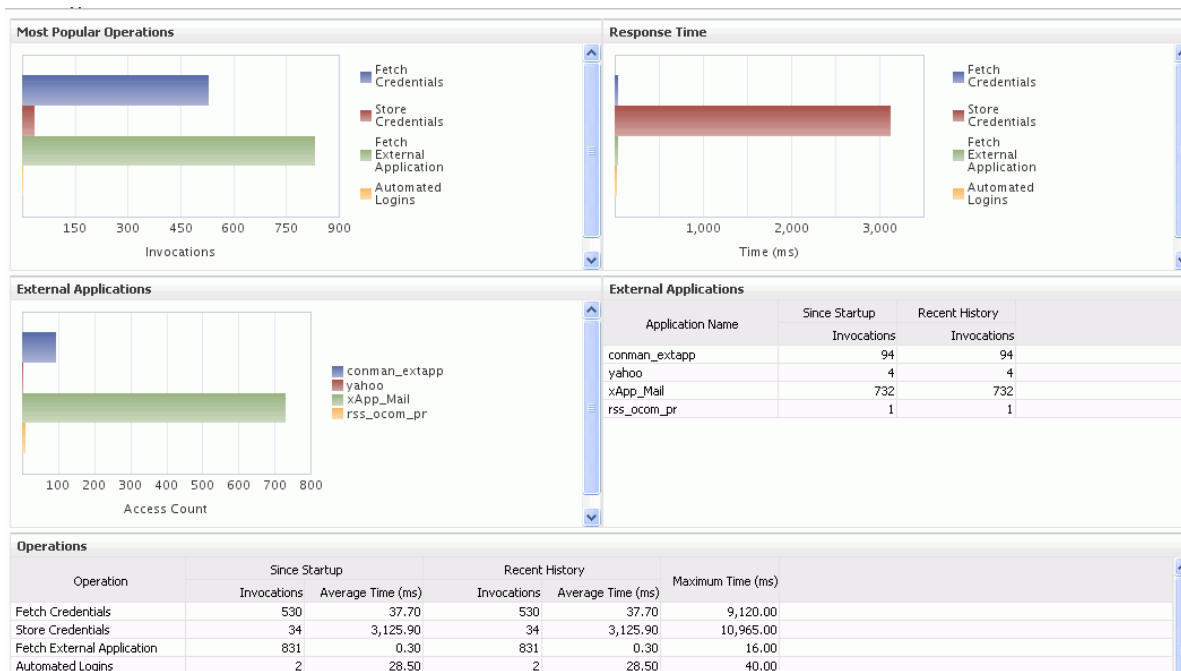 Most Popular Operations
Fetch
Credentials
Store
Credentials
Fetch
External
Application
Automated
Logins
150 300 450 600 750 900
Invocations
Response Time
Fetch
Credentials
Store
Credentials
Fetch
External
Application
Automated
Logins
1,000 2,000 3,000
Time (ms)
External Applications
conman_extapp
yahoo
xApp_Mail
rss_ocom_pr
100 200 300 400 500 600 700 800
Access Count
External Applications
Application Name Since Startup Recent History
Invocations Invocations
conman_extapp 94 94
yahoo 4 4
xApp_Mail 732 732
rss_ocom_pr 1 1
Operations
Operation Since Startup Recent History Maximum Time (ms)
Invocations Average Time (ms) Invocations Average Time (ms)
Fetch Credentials 530 37.70 530 37.70 9,120.00
Store Credentials 34 3,125.90 34 3,125.90 10,965.00
Fetch External Application 831 0.30 831 0.30 16.00
Automated Logins 2 28.50 2 28.50 40.00